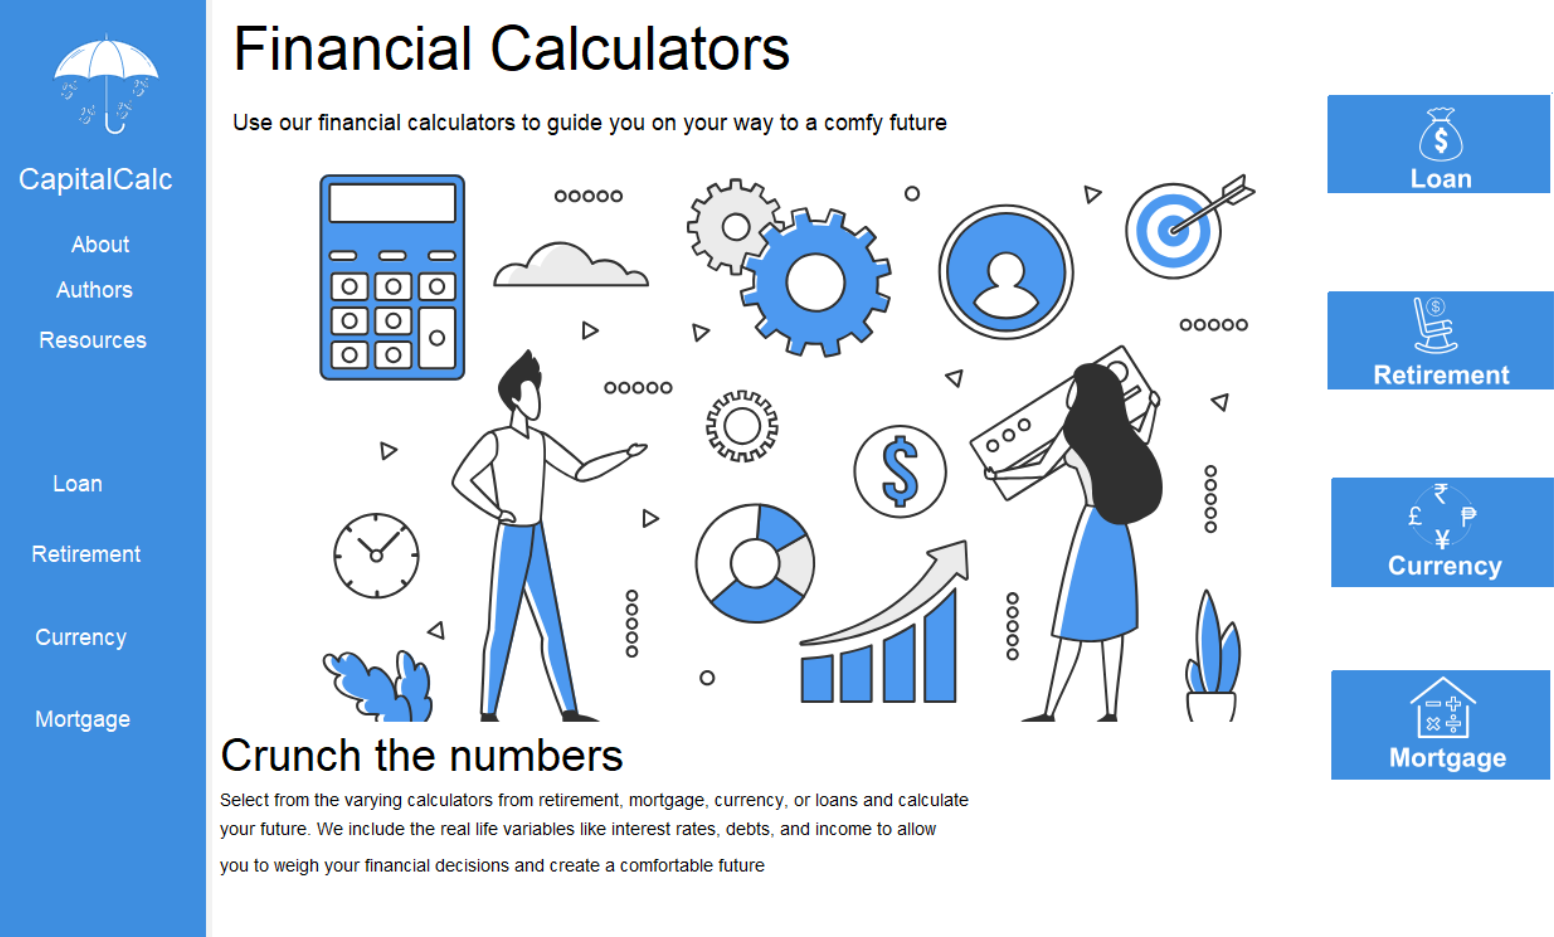 CapitalCalc
About
Authors
Resources
Loan
Retirement
Currency
Mortgage
Financial Calculators
Use our financial calculators to guide you on your way to a comfy future
$
Crunch the numbers
Select from the varying calculators from retirement, mortgage, currency, or loans and calculate
your future. We include the real life variables like interest rates, debts, and income to allow
you to weigh your financial decisions and create a comfortable future
$
Loan
$
Retirement
₹
£ ₱
¥
Currency
− +
× ÷
Mortgage